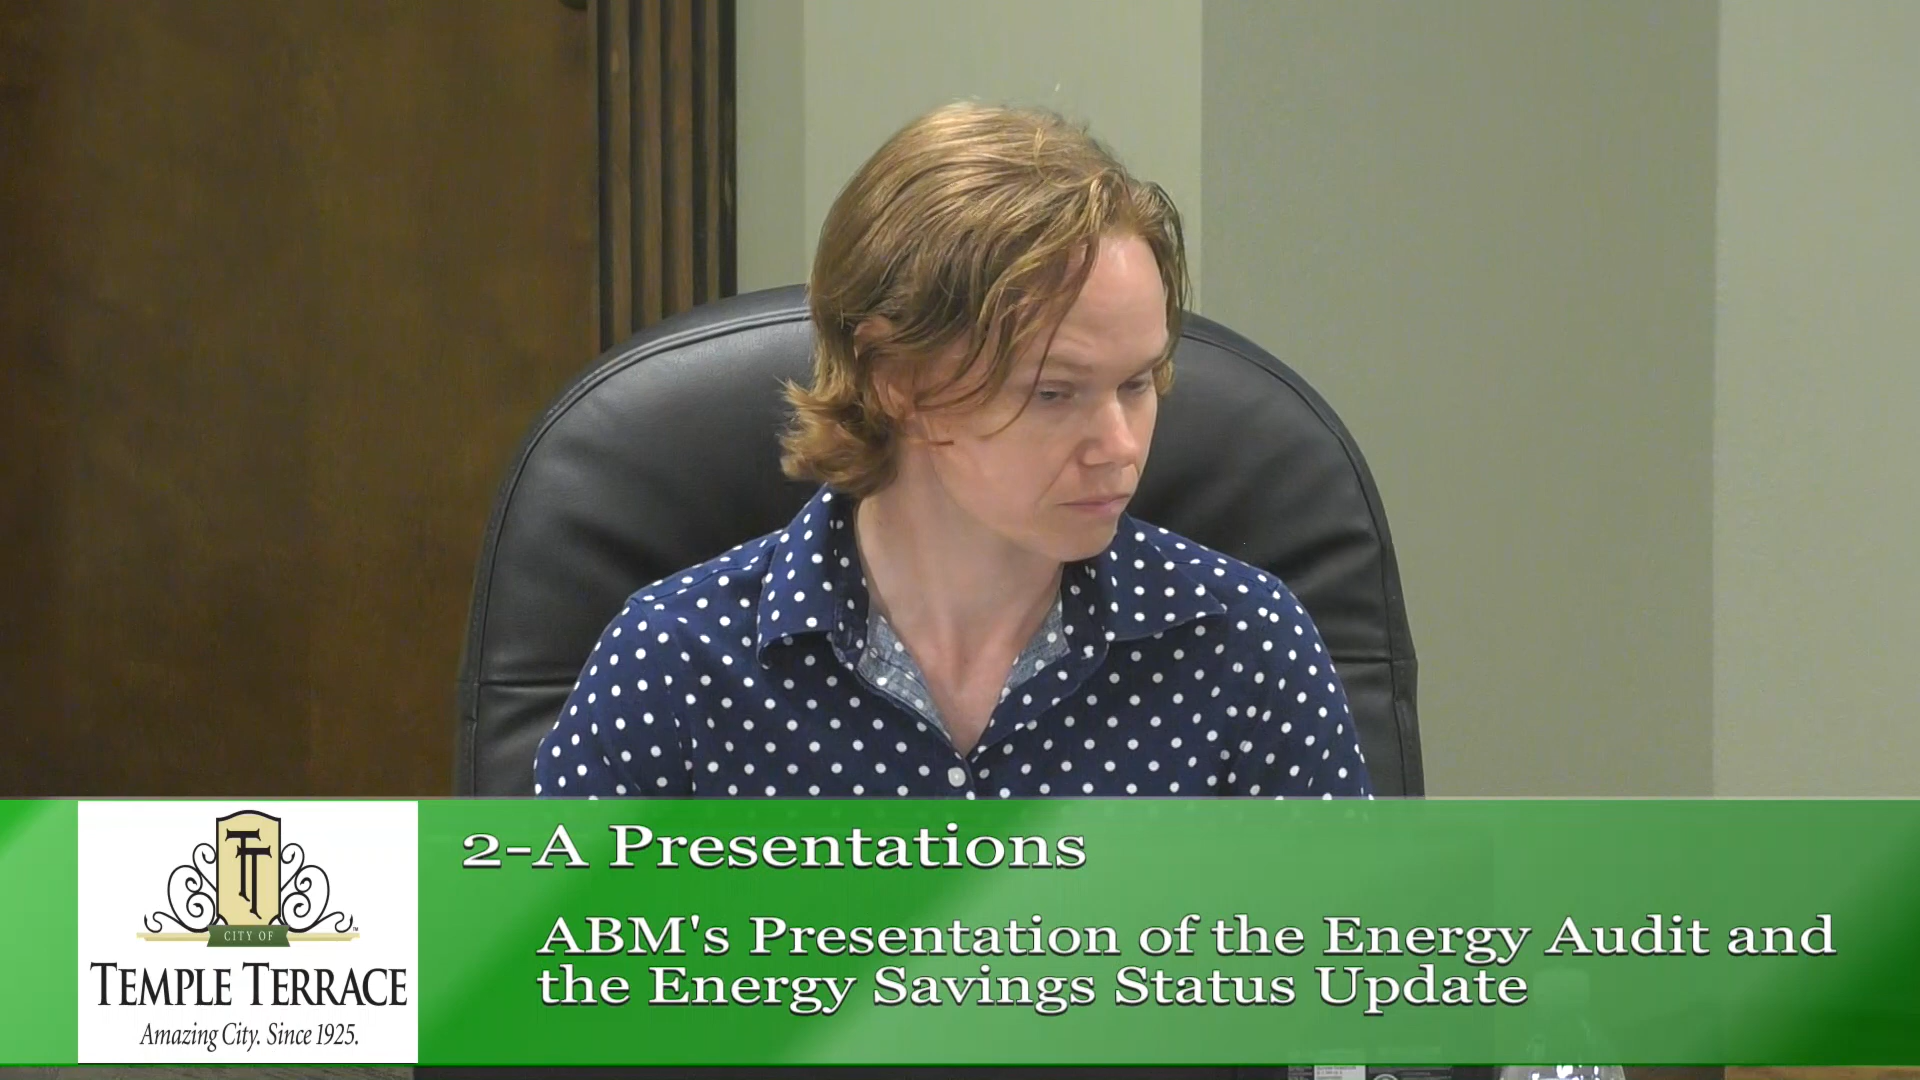 2-A Presentations
ABM's Presentation of the Energy Audit and
the Energy Savings Status Update
TT
CITY OF
TEMPLE TERRACE
Amazing City. Since 1925.